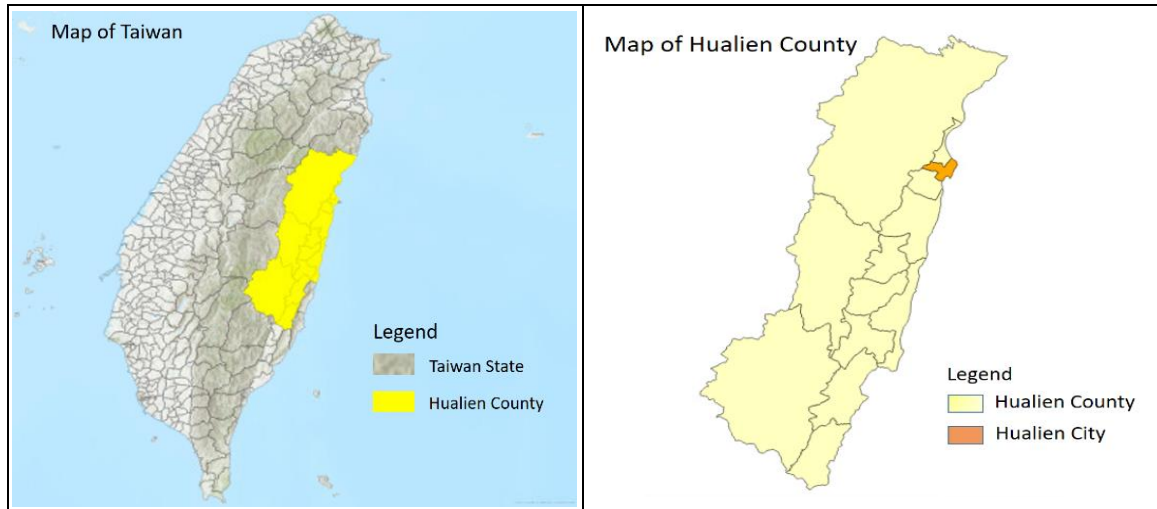 Map of Taiwan
Legend
Taiwan State
Hualien County
Map of Hualien County
Legend
Hualien County
Hualien City